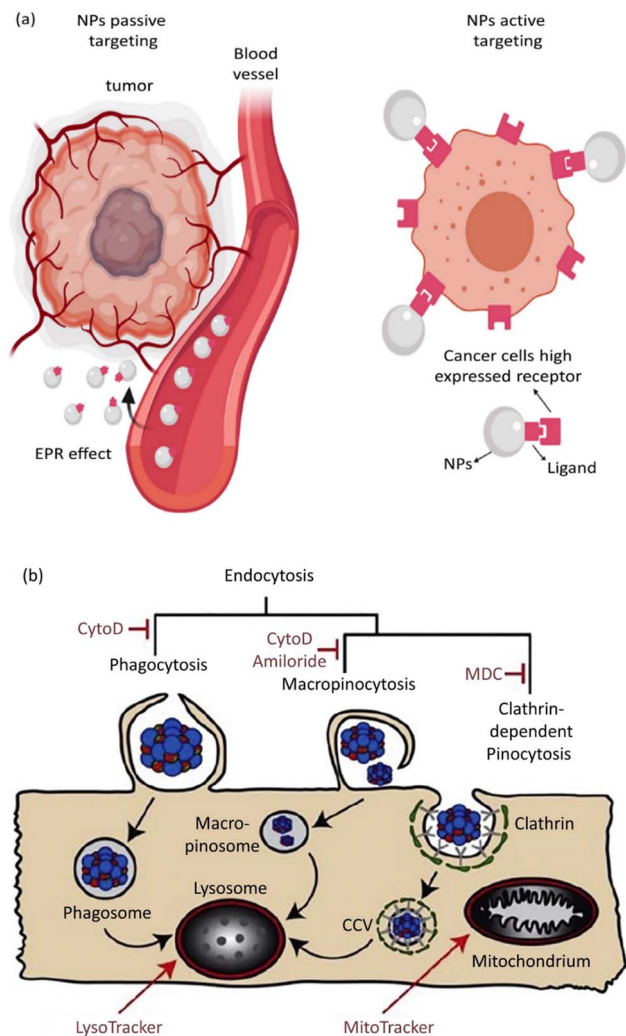 (a)
NPs passive
targeting
tumor
Blood
vessel
EPR effect
NPs active
targeting
Cancer cells high
expressed receptor
NPs
Ligand
(b)
Endocytosis
CytoD
Phagocytosis
CytoD
Amiloride
Macropinocytosis
MDC
Clathrin-
dependent
Pinocytosis
Clathrin
Macro-
pinosome
Phagosome
Lysosome
CCV
Mitochondrium
LysoTracker
MitoTracker